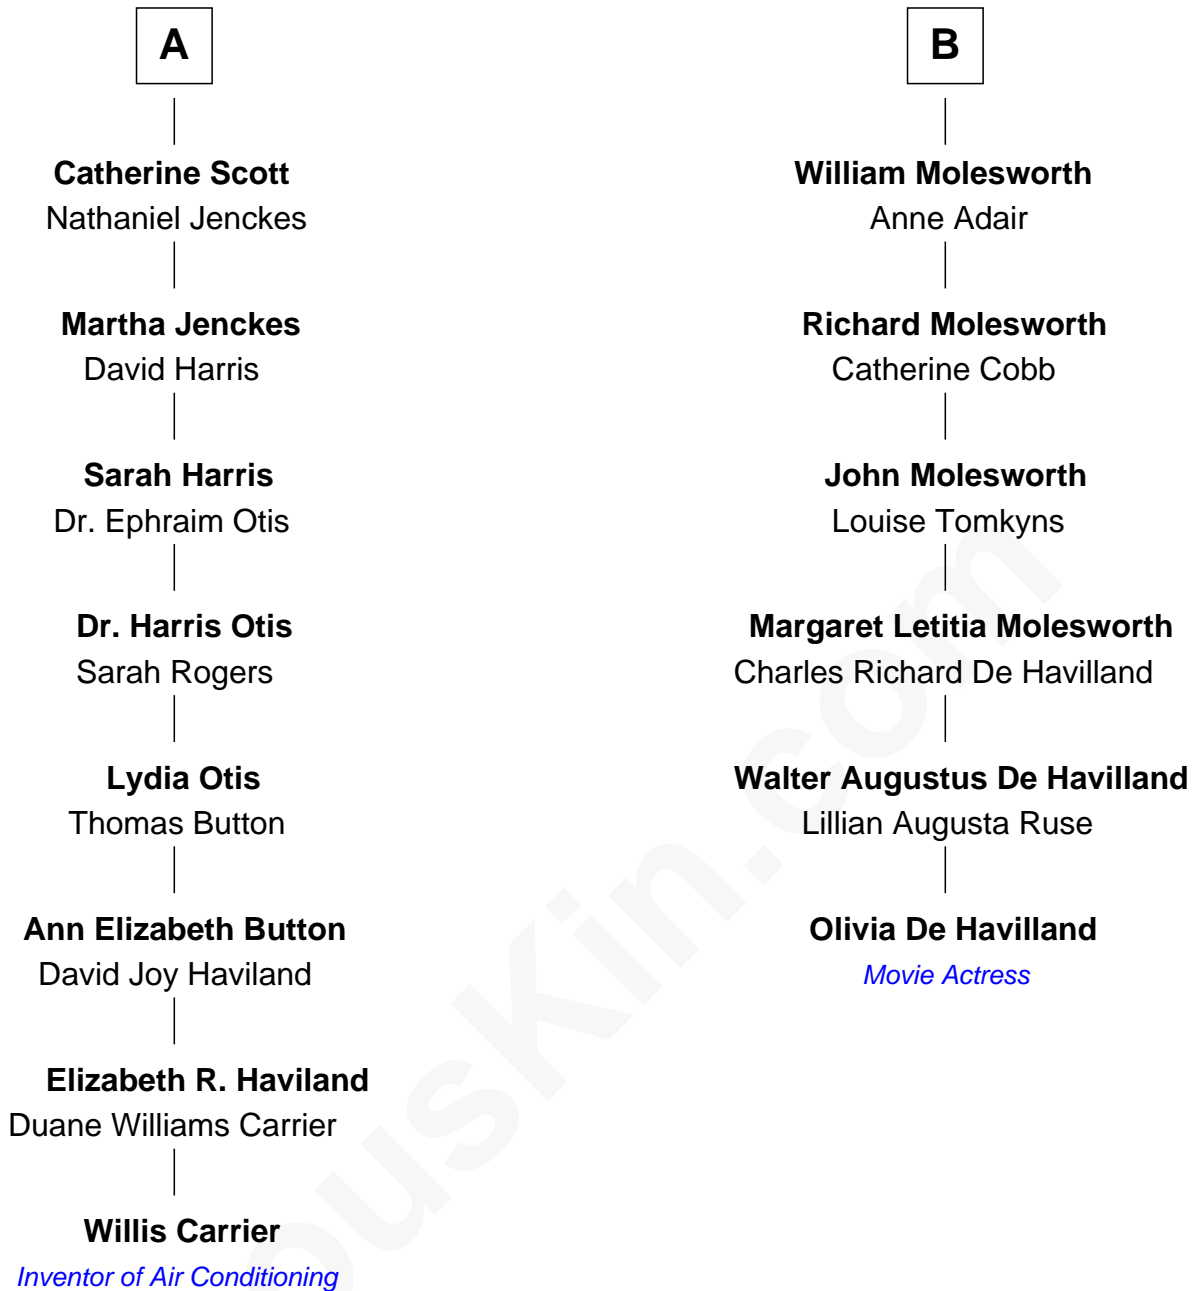 A
Catherine Scott
Nathaniel Jenckes
Martha Jenckes
David Harris
Sarah Harris
Dr. Ephraim Otis
Dr. Harris Otis
Sarah Rogers
Lydia Otis
Thomas Button
Ann Elizabeth Button
David Joy Haviland
Elizabeth R. Haviland
Duane Williams Carrier
Willis Carrier
Inventor of Air Conditioning
B
William Molesworth
Anne Adair
Richard Molesworth
Catherine Cobb
John Molesworth
Louise Tomkyns
Margaret Letitia Molesworth
Charles Richard De Havilland
Walter Augustus De Havilland
Lillian Augusta Ruse
Olivia De Havilland
Movie Actress
ousKin.com